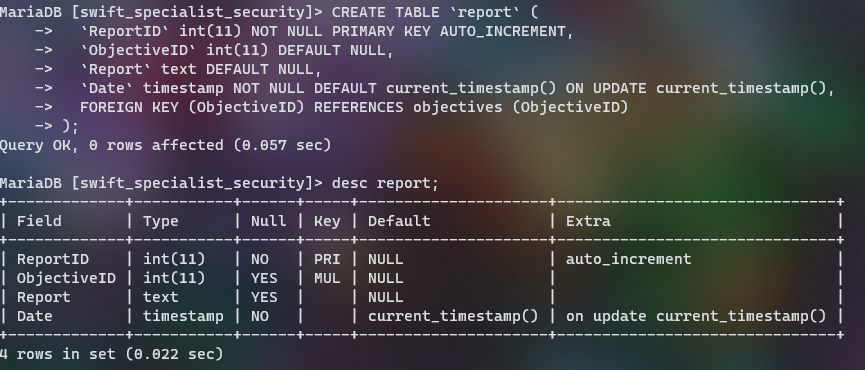 MariaDB [swift_specialist_security]> CREATE TABLE `report` (
    ->   `ReportID` int(11) NOT NULL PRIMARY KEY AUTO_INCREMENT,
    ->   `ObjectiveID` int(11) DEFAULT NULL,
    ->   `Report` text DEFAULT NULL,
    ->   `Date` timestamp NOT NULL DEFAULT current_timestamp() ON UPDATE current_timestamp(),
    ->   FOREIGN KEY (ObjectiveID) REFERENCES objectives (ObjectiveID)
    -> );
Query OK, 0 rows affected (0.057 sec)

MariaDB [swift_specialist_security]> desc report;
+-------------+-----------+------+-----+---------------------+-------------------------------+
| Field       | Type      | Null | Key | Default             | Extra                         |
+-------------+-----------+------+-----+---------------------+-------------------------------+
| ReportID    | int(11)   | NO   | PRI | NULL                | auto_increment                |
| ObjectiveID | int(11)   | YES  | MUL | NULL                |                               |
| Report      | text      | YES  |     | NULL                |                               |
| Date        | timestamp | NO   |     | current_timestamp() | on update current_timestamp() |
+-------------+-----------+------+-----+---------------------+-------------------------------+
4 rows in set (0.022 sec)